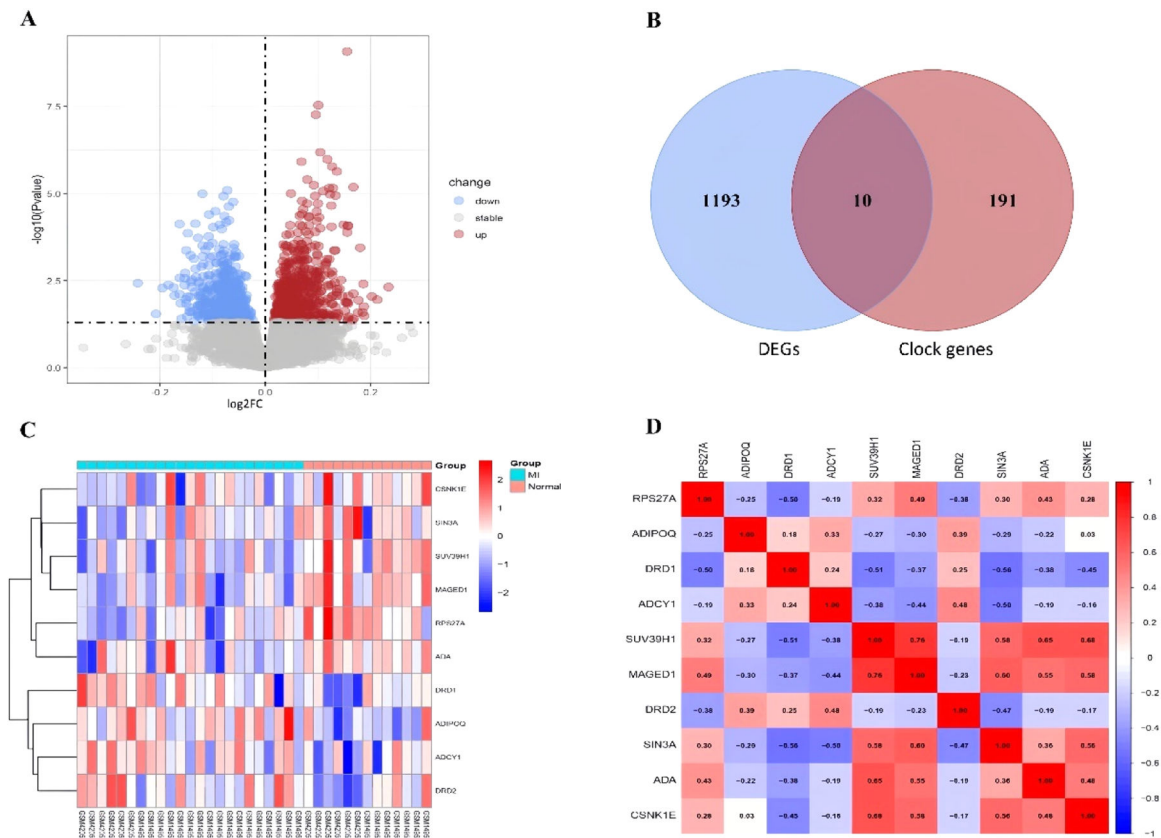 A
7.5
5.0
2.5
0.0
-log10(Pvalue)
-0.2
0.0
0.2
log2FC
change
down
stable
up
B
1193
10
191
DEGs
Clock genes
C
Group
CSNK1E
SIN3A
SUV39H1
MAGED1
RPS27A
ADA
DRD1
ADIPOQ
ADCY1
DRD2
Group
MI
Normal
2
1
0
-1
-2
D
RPS27A
ADIPOQ
DRD1
ADCY1
SUV39H1
MAGED1
DRD2
SIN3A
ADA
CSNK1E
RPS27A 1.00 -0.25 -0.50 -0.19 0.32 0.49 -0.38 0.30 0.43 0.28
ADIPOQ -0.25 1.00 0.18 0.33 -0.27 -0.30 0.39 -0.29 -0.22 0.03
DRD1 -0.50 0.18 1.00 0.24 -0.51 -0.37 0.25 -0.56 -0.38 -0.45
ADCY1 -0.19 0.33 0.24 1.00 -0.38 -0.44 0.48 -0.50 -0.19 -0.16
SUV39H1 0.32 -0.27 -0.51 -0.38 1.00 0.76 -0.19 0.58 0.65 0.68
MAGED1 0.49 -0.30 -0.37 -0.44 0.76 1.00 -0.23 0.60 0.55 0.58
DRD2 -0.38 0.39 0.25 0.48 -0.19 -0.23 1.00 -0.47 -0.19 -0.17
SIN3A 0.30 -0.29 -0.56 -0.50 0.58 0.60 -0.47 1.00 0.36 0.56
ADA 0.43 -0.22 -0.38 -0.19 0.65 0.55 -0.19 0.36 1.00 0.48
CSNK1E 0.28 0.03 -0.45 -0.16 0.68 0.58 -0.17 0.56 0.48 1.00
1
0.8
0.6
0.4
0.2
0
-0.2
-0.4
-0.6
-0.8
-1